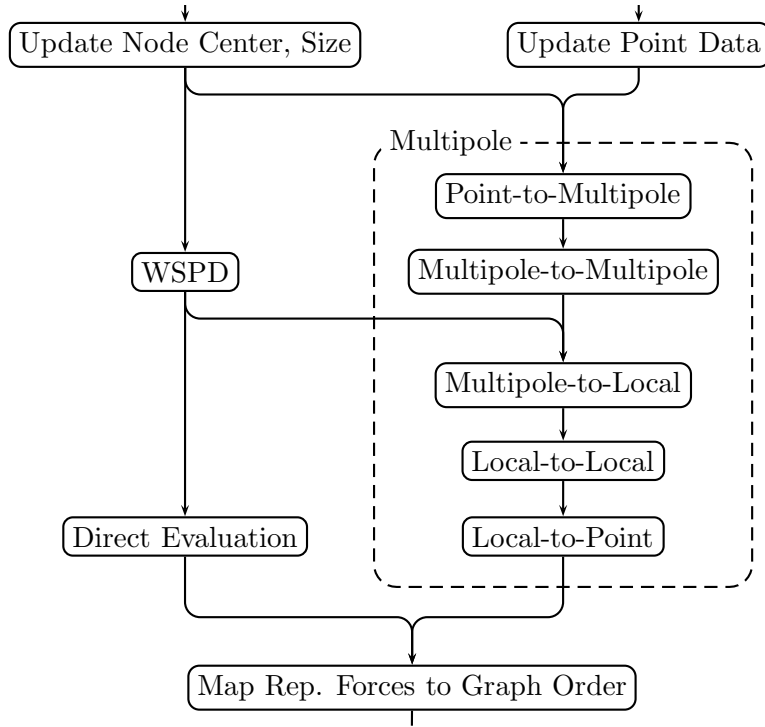 Update Node Center, Size
Update Point Data
Multipole
Point-to-Multipole
WSPD
Multipole-to-Multipole
Multipole-to-Local
Local-to-Local
Direct Evaluation
Local-to-Point
Map Rep. Forces to Graph Order